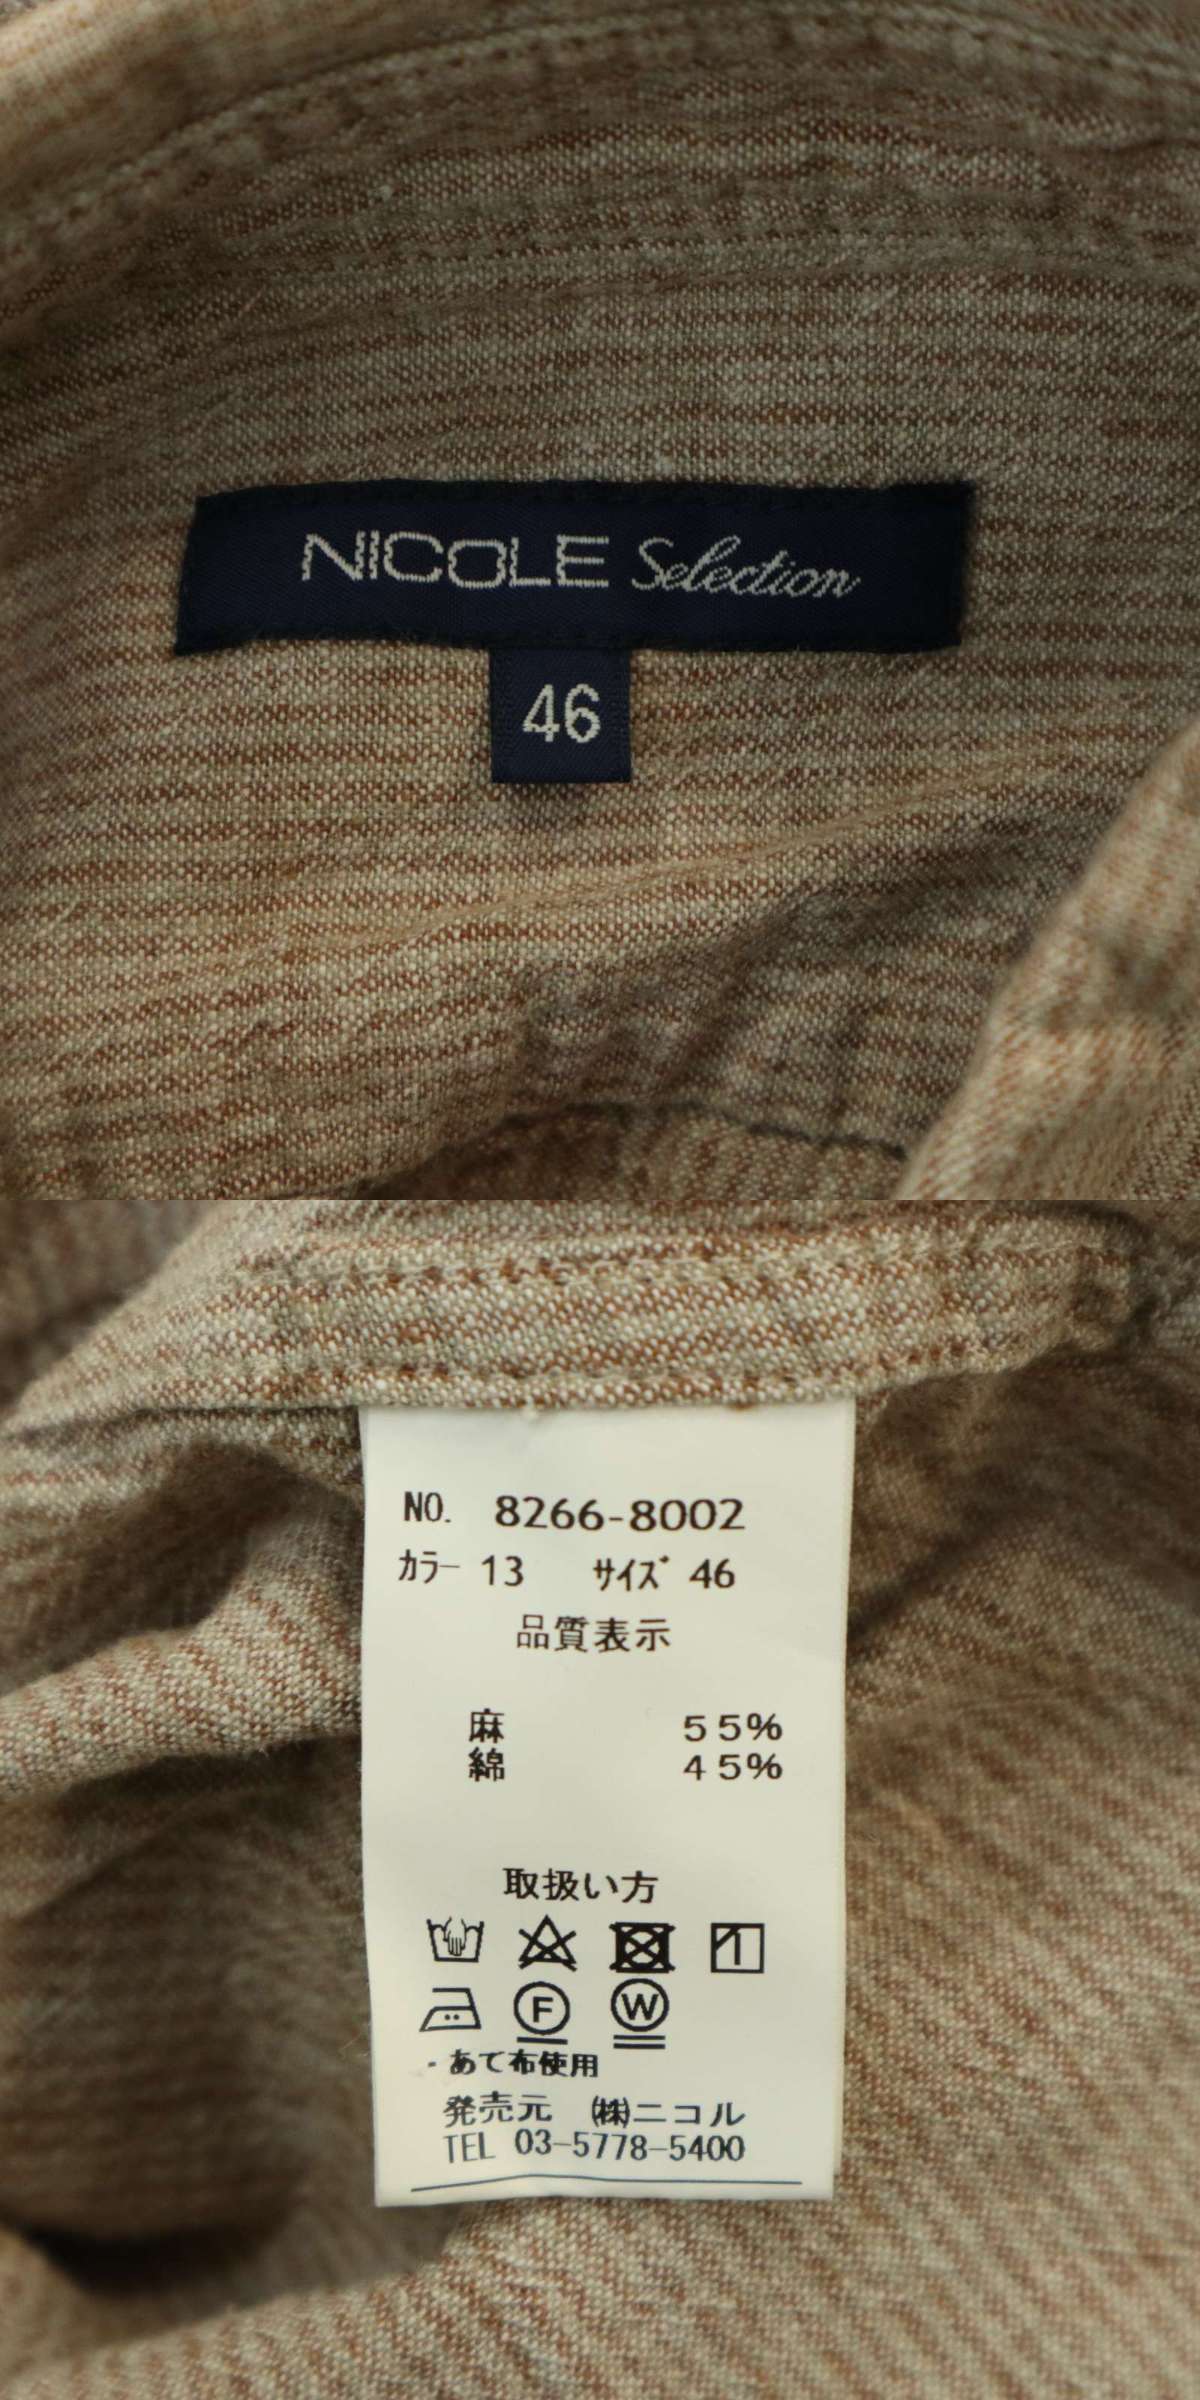 NICOLE Selection
46
NO. 8266-8002
カラー 13 サイズ 46
品質表示
麻 55%
綿 45%
取扱い方
F W
・あて布使用
発売元 ㈱ニコル
TEL 03-5778-5400